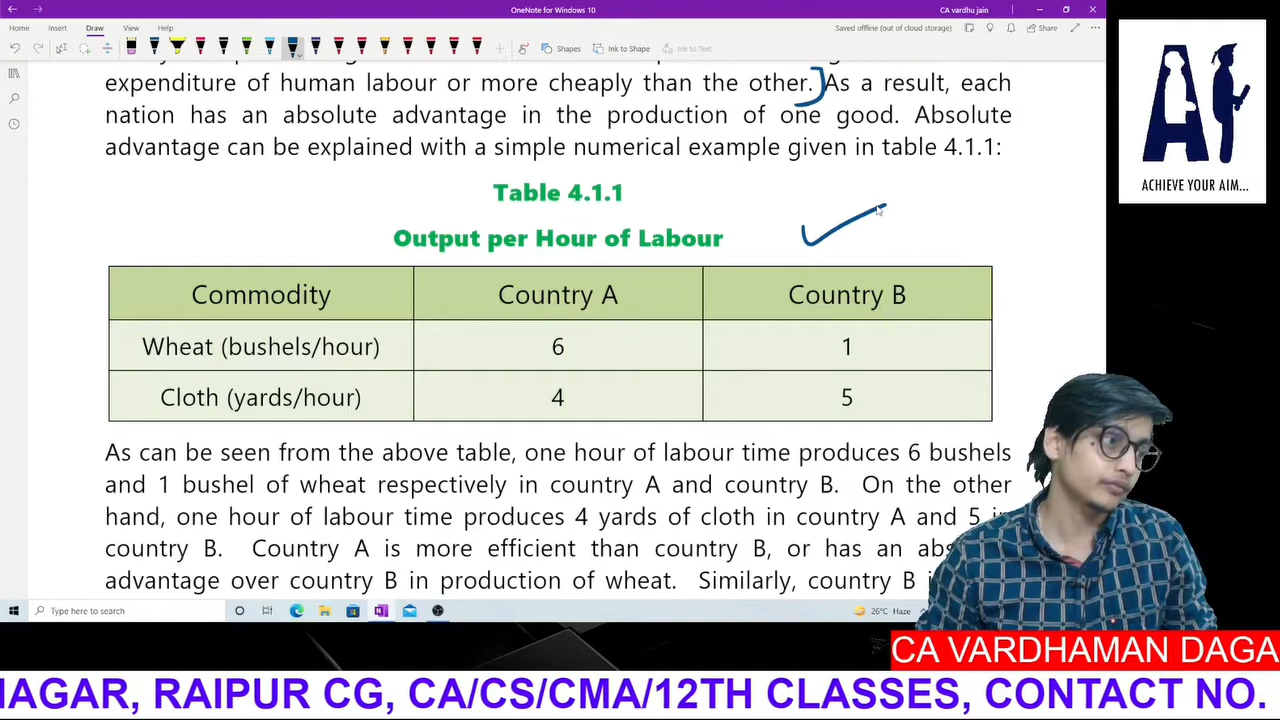 OneNote for Windows 10
CA vardhu jain
Home Insert Draw View Help
Saved offline (out of cloud storage)
Share
Shapes Ink to Shape Ink to Text
expenditure of human labour or more cheaply than the other. As a result, each
nation has an absolute advantage in the production of one good. Absolute
advantage can be explained with a simple numerical example given in table 4.1.1:
Table 4.1.1
Output per Hour of Labour
Commodity Country A Country B
Wheat (bushels/hour) 6 1
Cloth (yards/hour) 4 5
As can be seen from the above table, one hour of labour time produces 6 bushels
and 1 bushel of wheat respectively in country A and country B. On the other
hand, one hour of labour time produces 4 yards of cloth in country A and 5 in
country B. Country A is more efficient than country B, or has an
advantage over country B in production of wheat. Similarly, country B
Type here to search
26°C Haze
ACHIEVE YOUR AIM...
CA VARDHAMAN DAGA
NAGAR, RAIPUR CG, CA/CS/CMA/12TH CLASSES, CONTACT NO.